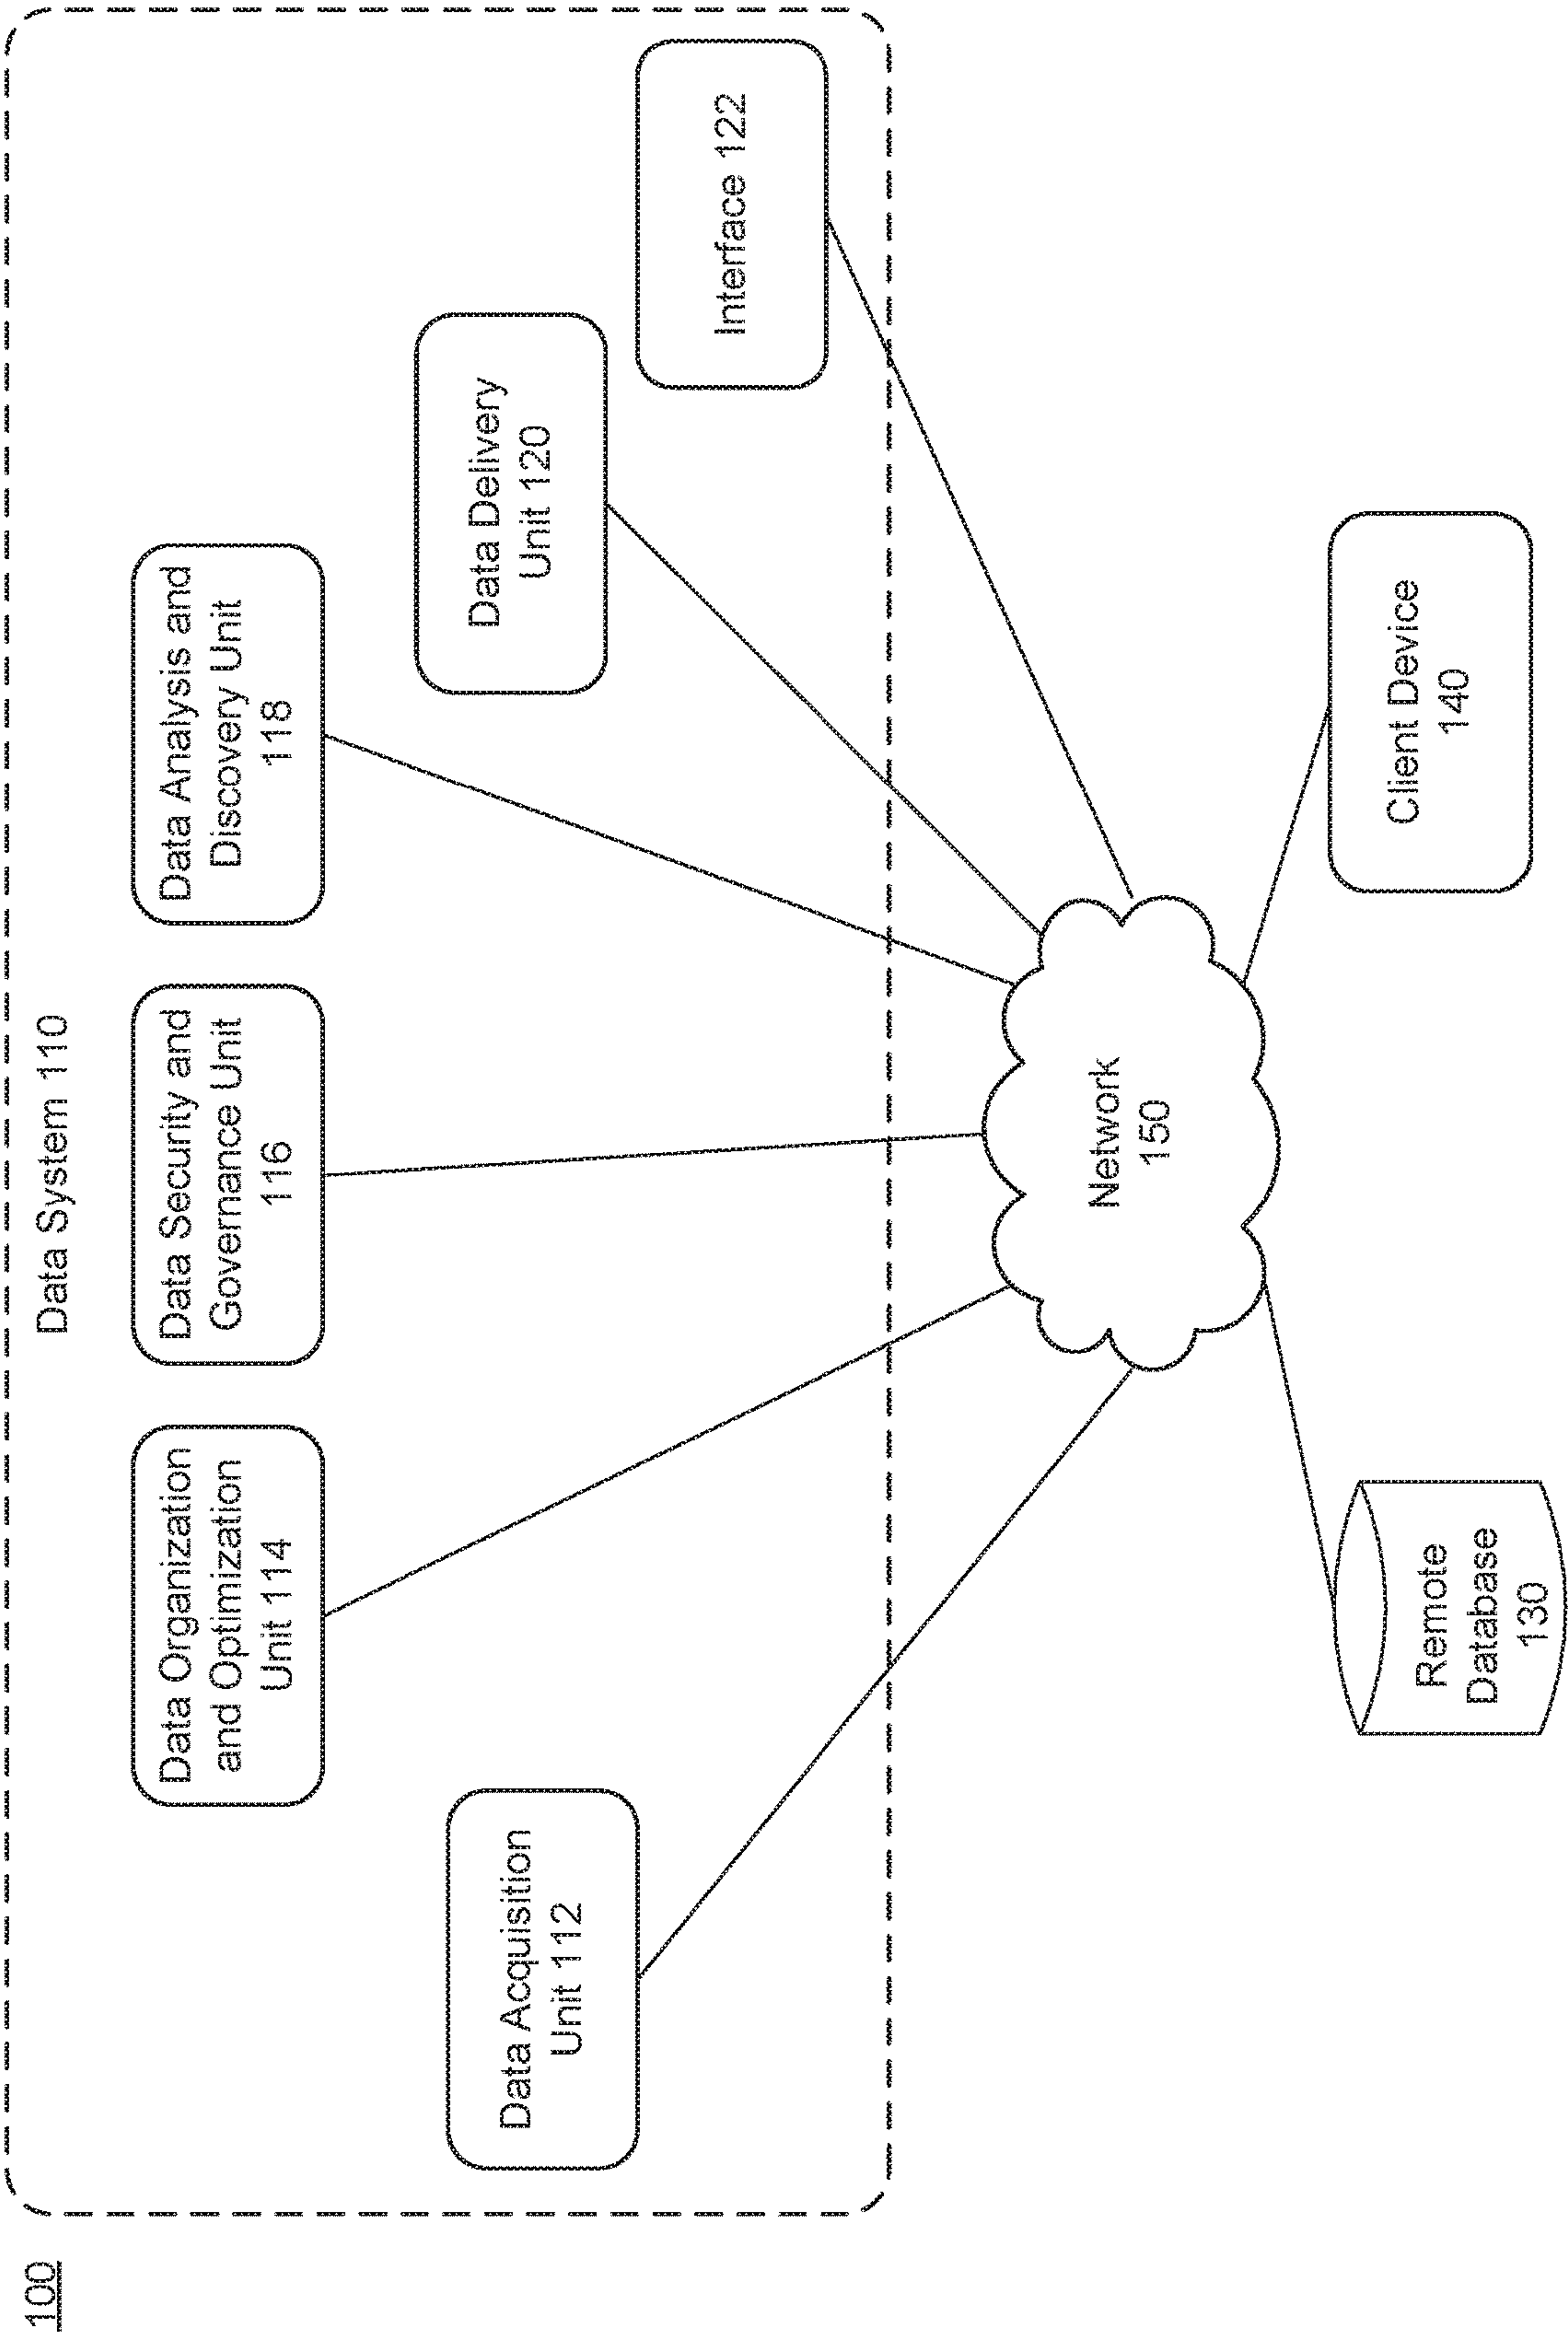 100
Data System 110
Data Acquisition
Unit 112
Data Organization
and Optimization
Unit 114
Data Security and
Governance Unit
116
Data Analysis and
Discovery Unit
118
Data Delivery
Unit 120
Interface 122
Network
150
Remote
Database
130
Client Device
140